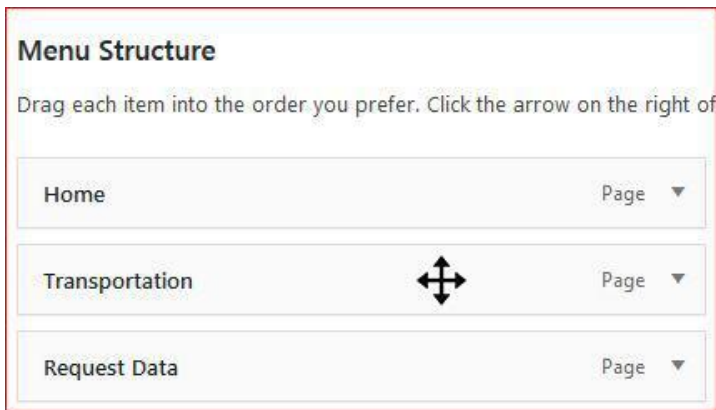 Menu Structure
Drag each item into the order you prefer. Click the arrow on the right of
Home Page
Transportation Page
Request Data Page